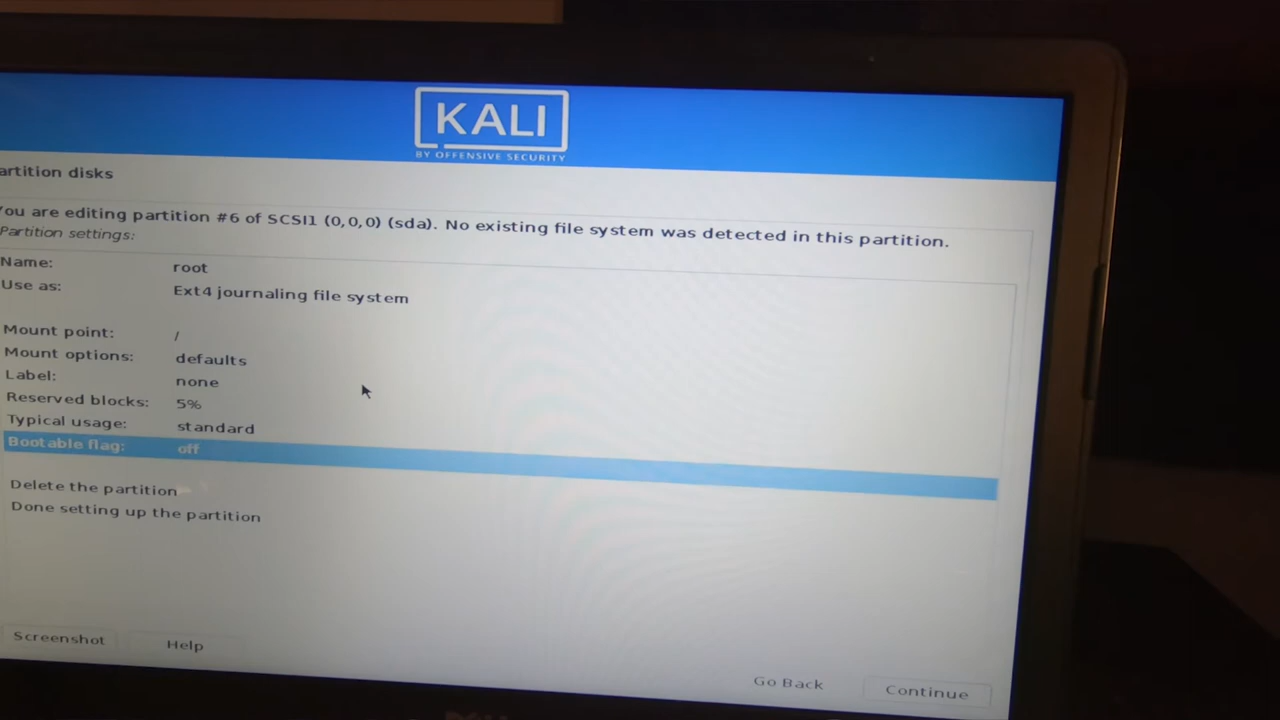 KALI
BY OFFENSIVE SECURITY
artition disks
You are editing partition #6 of SCSI1 (0,0,0) (sda). No existing file system was detected in this partition.
Partition settings:
Name: root
Use as: Ext4 journaling file system
Mount point: /
Mount options: defaults
Label: none
Reserved blocks: 5%
Typical usage: standard
Bootable flag: off
Delete the partition
Done setting up the partition
Screenshot Help Go Back Continue